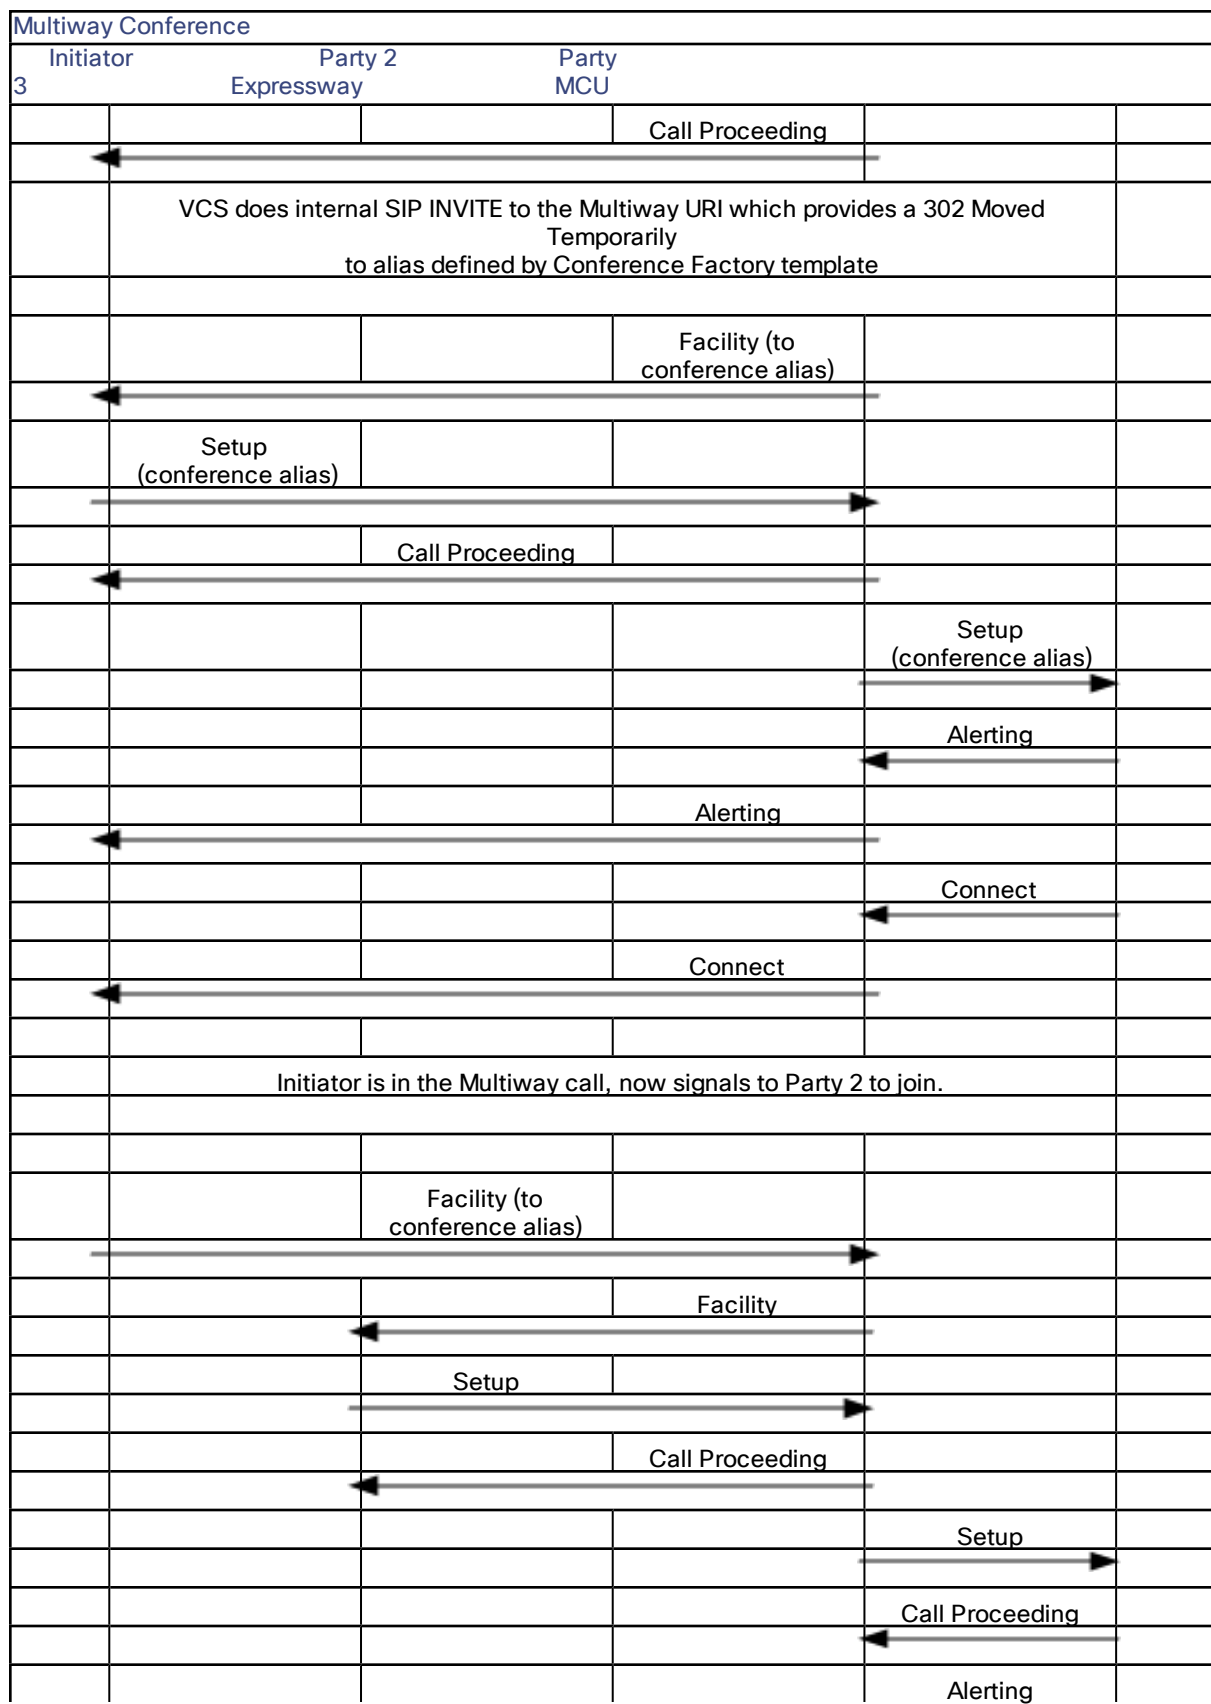 Multiway Conference
Initiator Party 2 Party
3 Expressway MCU
Call Proceeding
VCS does internal SIP INVITE to the Multiway URI which provides a 302 Moved
Temporarily
to alias defined by Conference Factory template
Facility (to
conference alias)
Setup
(conference alias)
Call Proceeding
Setup
(conference alias)
Alerting
Alerting
Connect
Connect
Initiator is in the Multiway call, now signals to Party 2 to join.
Facility (to
conference alias)
Facility
Setup
Call Proceeding
Setup
Call Proceeding
Alerting